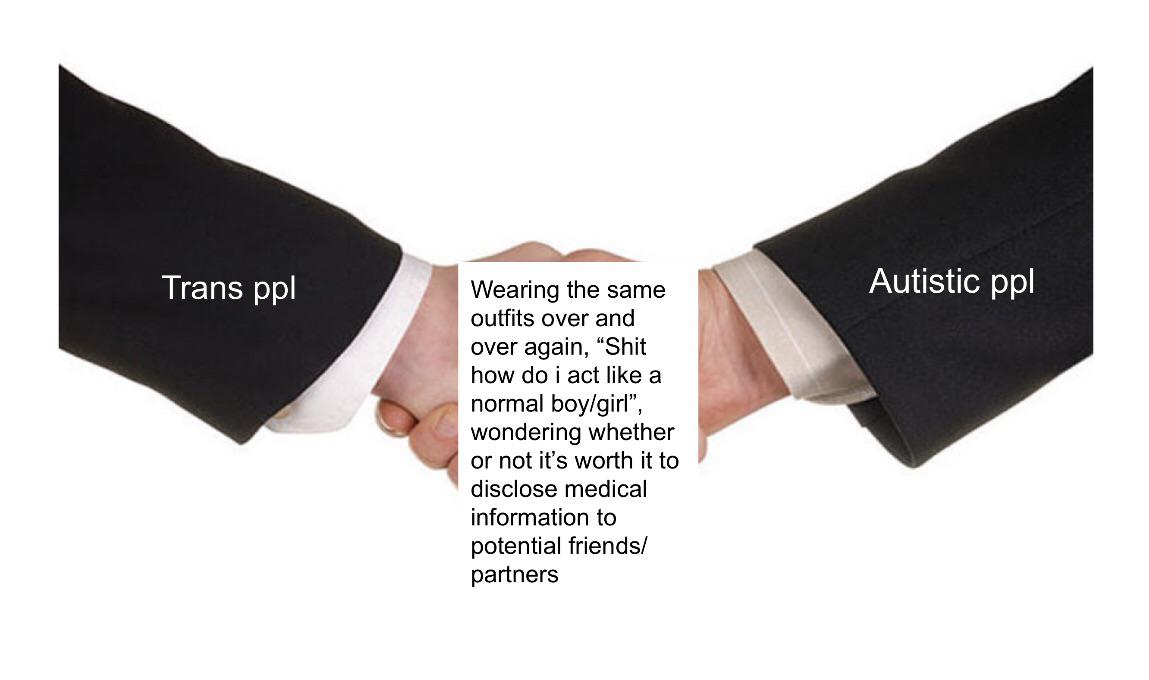 Trans ppl
Wearing the same
outfits over and
over again, “Shit
how do i act like a
normal boy/girl”,
wondering whether
or not it’s worth it to
disclose medical
information to
potential friends/
partners
Autistic ppl